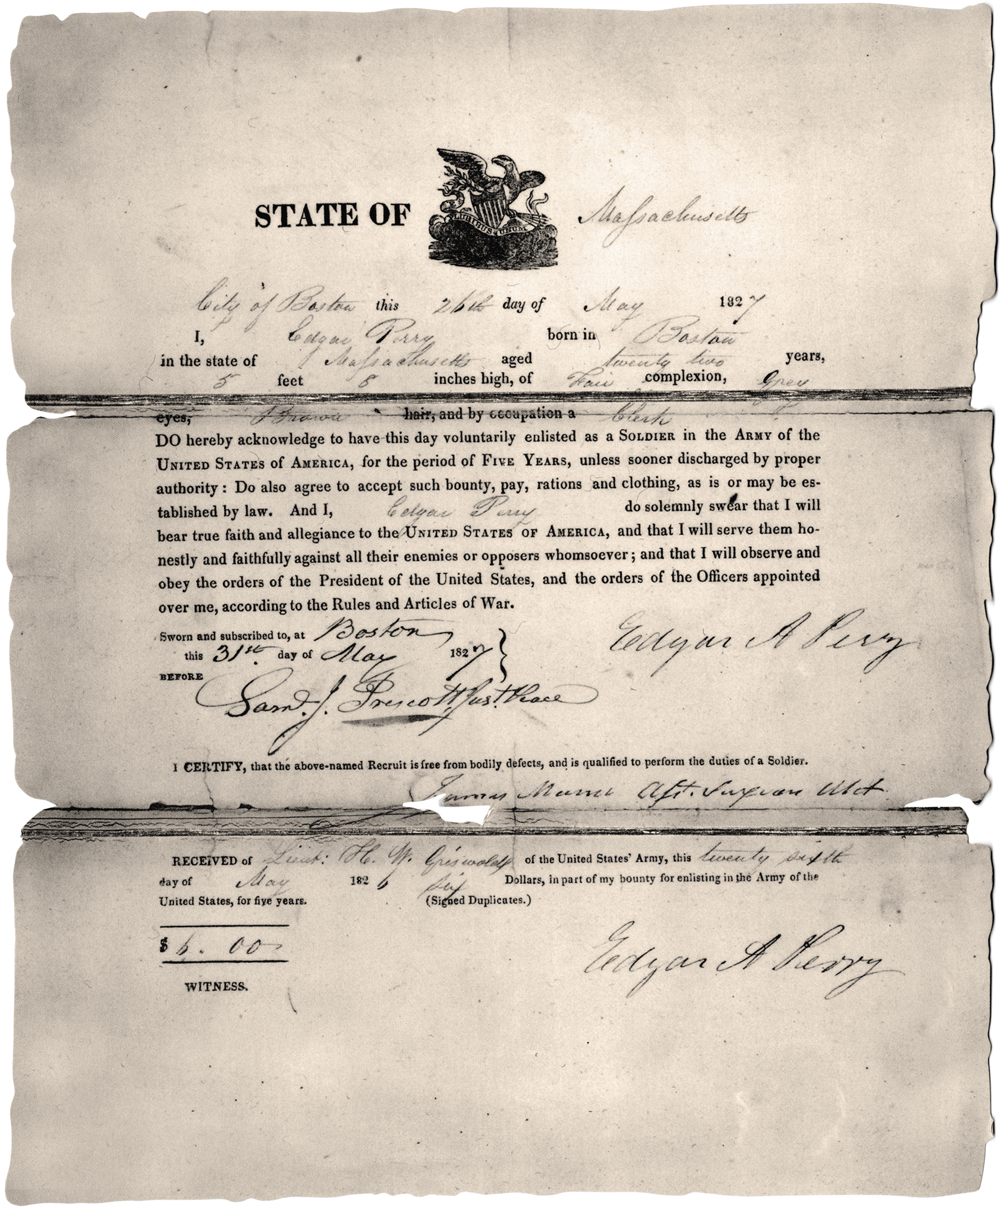 STATE OF Massachusetts
E PLURIBUS UNUM
City of Boston this 26th day of May 1827
I, Edgar Perry born in Boston
in the state of Massachusetts aged twenty two years,
5 feet 8 inches high, of Fair complexion, Grey
eyes, Brown hair, and by occupation a Clerk
DO hereby acknowledge to have this day voluntarily enlisted as a SOLDIER in the ARMY of the
UNITED STATES of AMERICA, for the period of FIVE YEARS, unless sooner discharged by proper
authority: Do also agree to accept such bounty, pay, rations and clothing, as is or may be es-
tablished by law. And I, Edgar Perry do solemnly swear that I will
bear true faith and allegiance to the UNITED STATES of AMERICA, and that I will serve them ho-
nestly and faithfully against all their enemies or opposers whomsoever; and that I will observe and
obey the orders of the President of the United States, and the orders of the Officers appointed
over me, according to the Rules and Articles of War.
Sworn and subscribed to, at Boston
this 31th day of May 1827
Edgar A Perry
BEFORE
Saml. J. Prescott Just. Peace
I CERTIFY, that the above-named Recruit is free from bodily defects, and is qualified to perform the duties of a Soldier.
RECEIVED of Lieut: H. W. Griswold of the United States' Army, this twenty sixth
day of May 1826 six Dollars, in part of my bounty for enlisting in the Army of the
United States, for five years. (Signed Duplicates.)
$6.00
Edgar A Perry
WITNESS.